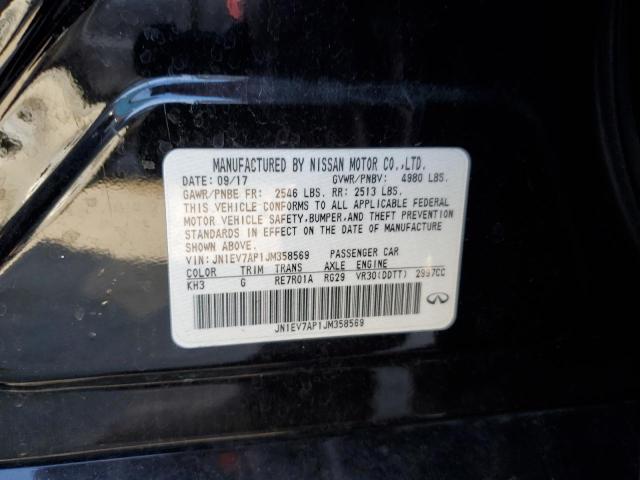 MANUFACTURED BY NISSAN MOTOR CO.,LTD.
DATE: 09/17 GVWR/PNBV: 4980 LBS.
GAWR/PNBE FR: 2546 LBS. RR: 2513 LBS.
THIS VEHICLE CONFORMS TO ALL APPLICABLE FEDERAL
MOTOR VEHICLE SAFETY,BUMPER,AND THEFT PREVENTION
STANDARDS IN EFFECT ON THE DATE OF MANUFACTURE
SHOWN ABOVE.
VIN:JN1EV7AP1JM358569 PASSENGER CAR
COLOR TRIM TRANS AXLE ENGINE
KH3 G RE7R01A RG29 VR30(DDTT) 2997CC
JN1EV7AP1JM358569